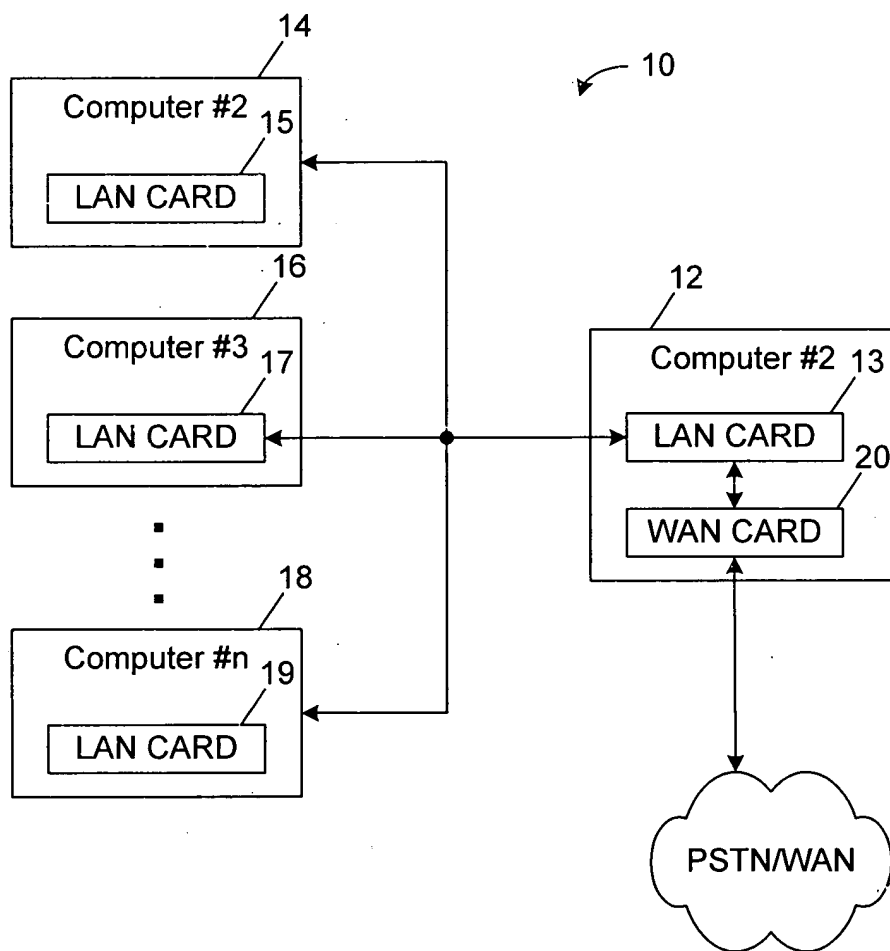 14
10
Computer #2
15
LAN CARD
16
12
Computer #3
Computer #2
17
13
LAN CARD
LAN CARD
20
WAN CARD
18
Computer #n
19
LAN CARD
PSTN/WAN